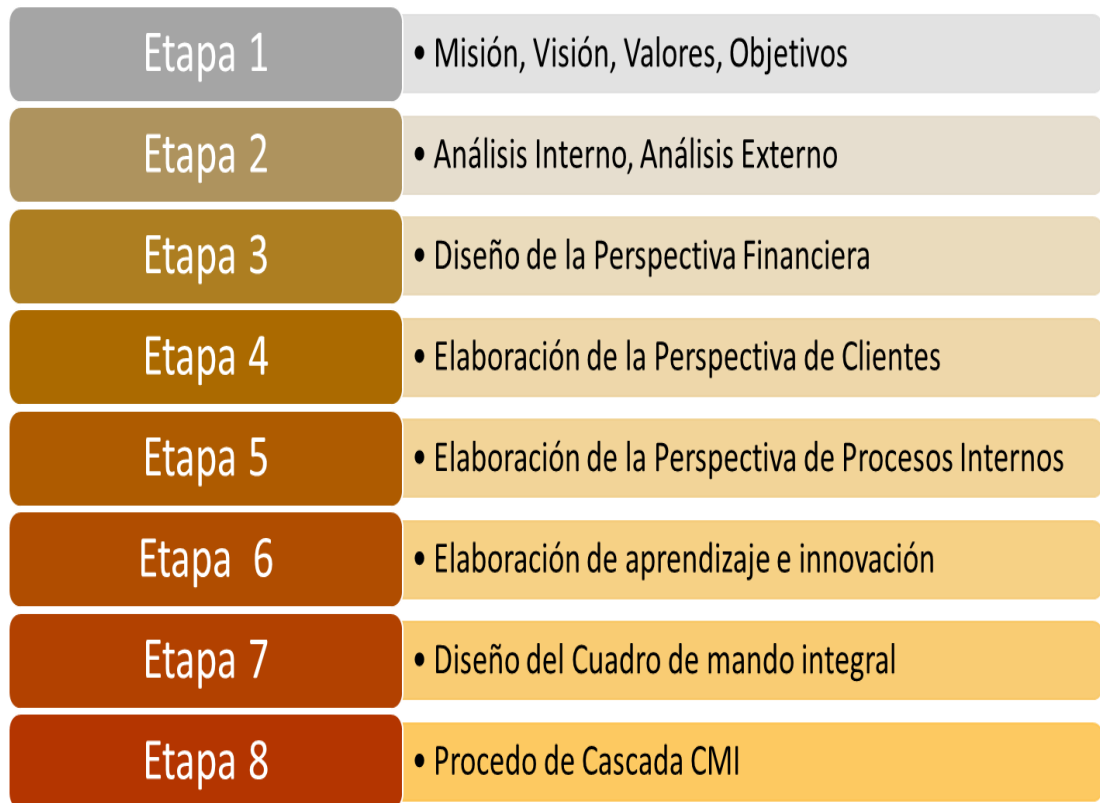 Etapa 1
• Misión, Visión, Valores, Objetivos
Etapa 2
• Análisis Interno, Análisis Externo
Etapa 3
• Diseño de la Perspectiva Financiera
Etapa 4
• Elaboración de la Perspectiva de Clientes
Etapa 5
• Elaboración de la Perspectiva de Procesos Internos
Etapa 6
• Elaboración de aprendizaje e innovación
Etapa 7
• Diseño del Cuadro de mando integral
Etapa 8
• Procedo de Cascada CMI